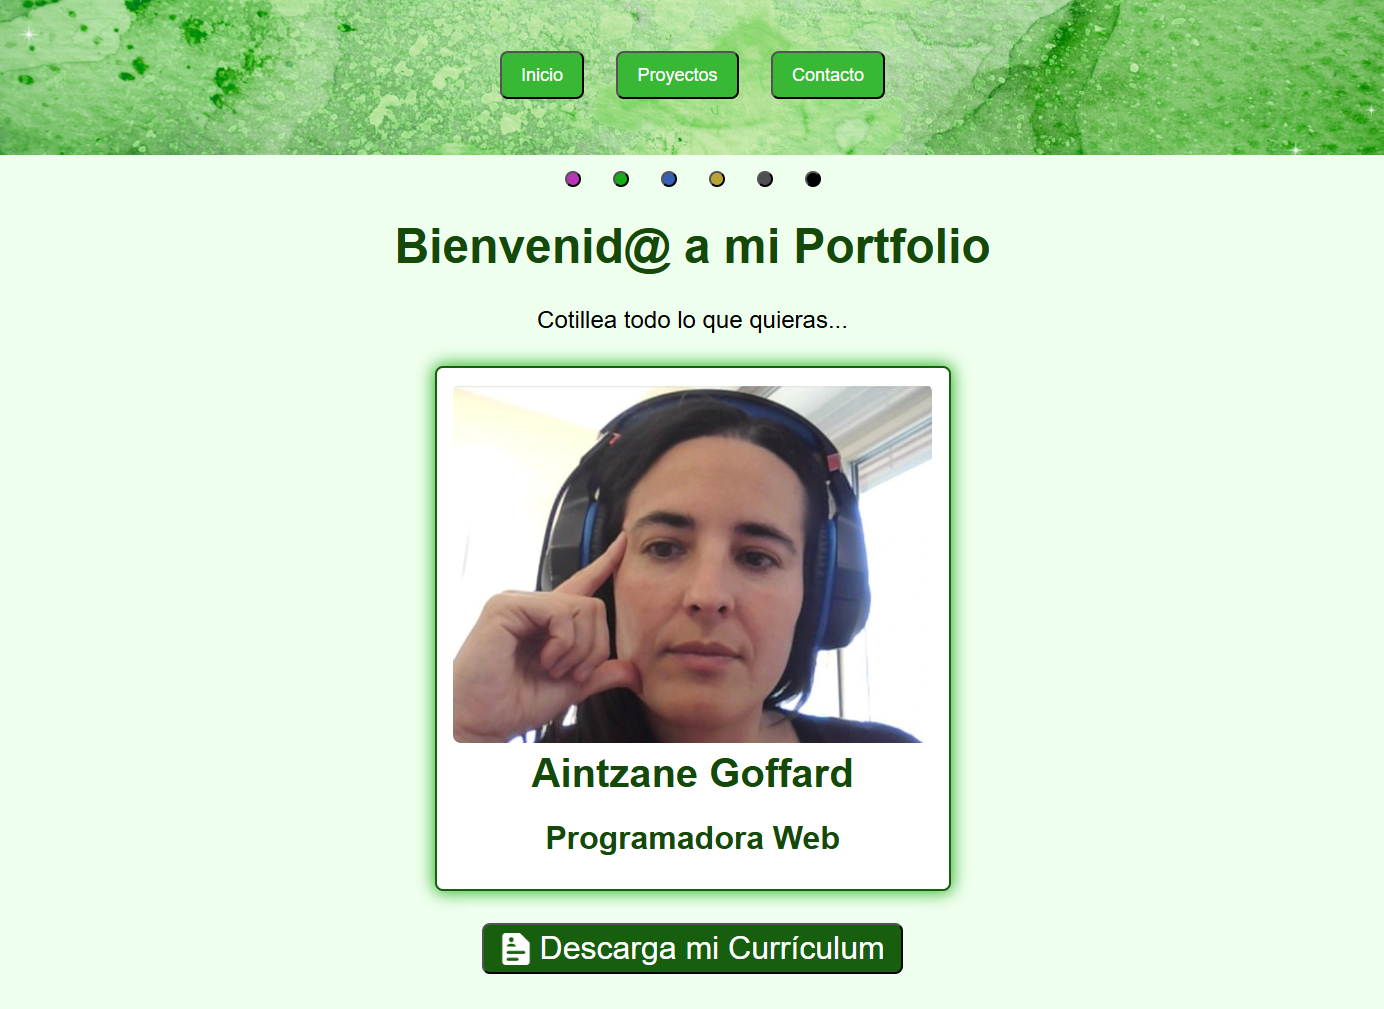 Inicio Proyectos Contacto
Bienvenid@ a mi Portfolio
Cotillea todo lo que quieras...
Aintzane Goffard
Programadora Web
Descarga mi Currículum